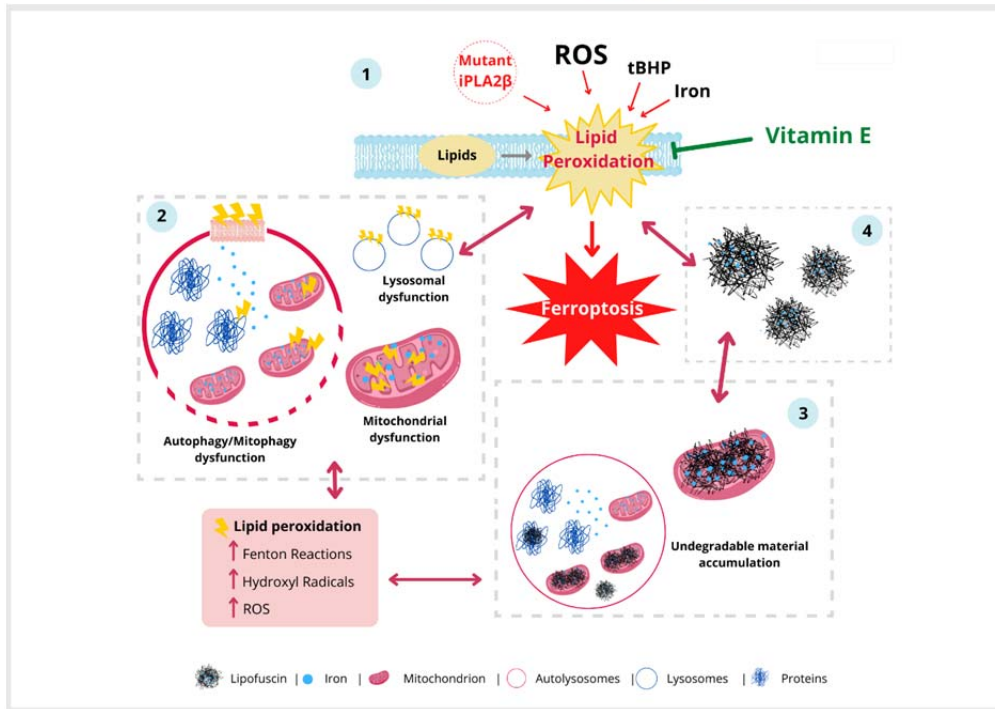 1
Mutant
iPLA2β
ROS
tBHP
Iron
Lipids
Lipid
Peroxidation
Vitamin E
2
Lysosomal
dysfunction
Mitochondrial
dysfunction
Autophagy/Mitophagy
dysfunction
Ferroptosis
4
3
Undegradable material
accumulation
Lipid peroxidation
Fenton Reactions
Hydroxyl Radicals
ROS
Lipofuscin | Iron | Mitochondrion | Autolysosomes | Lysosomes | Proteins